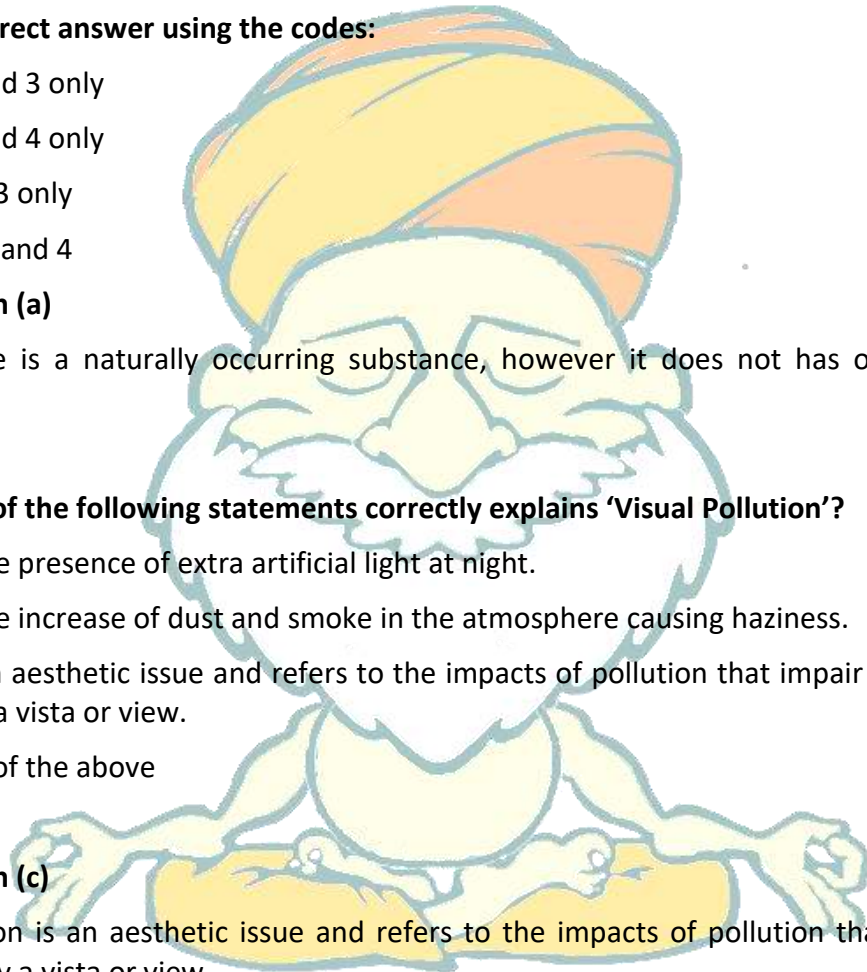 rrect answer using the codes:
d 3 only
d 4 only
3 only
and 4
n (a)
e is a naturally occurring substance, however it does not has o
of the following statements correctly explains ‘Visual Pollution’?
e presence of extra artificial light at night.
e increase of dust and smoke in the atmosphere causing haziness.
n aesthetic issue and refers to the impacts of pollution that impair
a vista or view.
of the above
n (c)
on is an aesthetic issue and refers to the impacts of pollution tha
y a vista or view